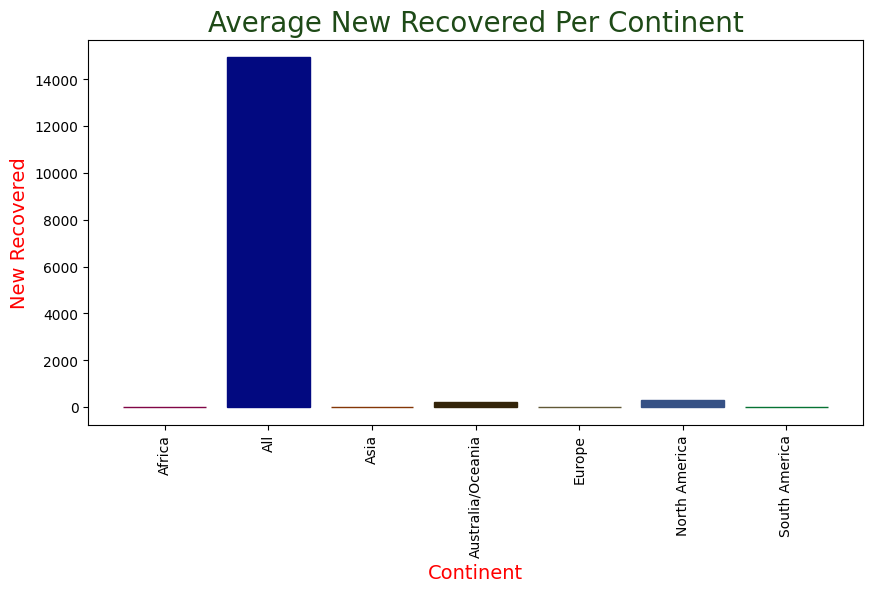 Average New Recovered Per Continent
New Recovered
14000
12000
10000
8000
6000
4000
2000
0
Africa
All
Asia
Australia/Oceania
Europe
North America
South America
Continent